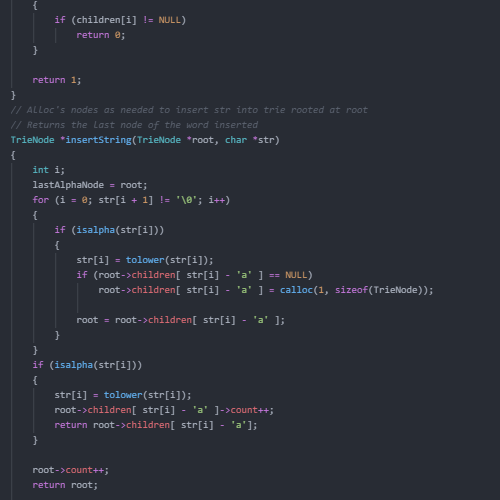 {
if (children[i] != NULL)
return 0;
}
return 1;
}
// Alloc's nodes as needed to insert str into trie rooted at root
// Returns the last node of the word inserted
TrieNode *insertString(TrieNode *root, char *str)
{
int i;
lastAlphaNode = root;
for (i = 0; str[i + 1] != '\0'; i++)
{
if (isalpha(str[i]))
{
str[i] = tolower(str[i]);
if (root->children[ str[i] - 'a' ] == NULL)
root->children[ str[i] - 'a' ] = calloc(1, sizeof(TrieNode));
root = root->children[ str[i] - 'a' ];
}
}
if (isalpha(str[i]))
{
str[i] = tolower(str[i]);
root->children[ str[i] - 'a' ]->count++;
return root->children[ str[i] - 'a'];
}
root->count++;
return root;